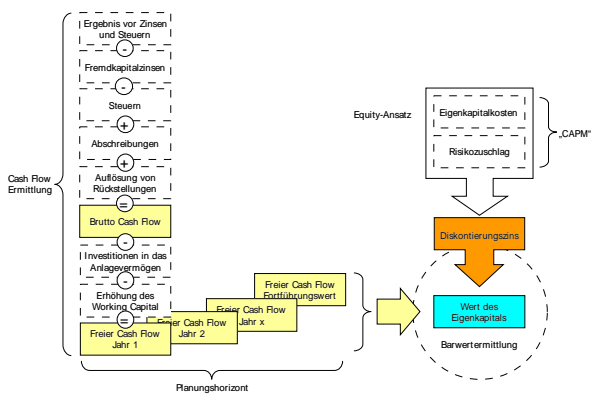 Ergebnis vor Zinsen
und Steuern
-
Fremdkapitalzinsen
-
Steuern
+
Abschreibungen
+
Auflösung von
Rückstellungen
=
Brutto Cash Flow
-
Investitionen in das
Anlagevermögen
-
Erhöhung des
Working Capital
=
Freier Cash Flow
Jahr 1
Freier Cash Flow
Jahr 2
Freier Cash Flow
Jahr x
Freier Cash Flow
Fortführungswert
Cash Flow
Ermittlung
Planungshorizont
Equity-Ansatz
Eigenkapitalkosten
Risikozuschlag
„CAPM"
Diskontierungszins
Wert des
Eigenkapitals
Barwertermittlung